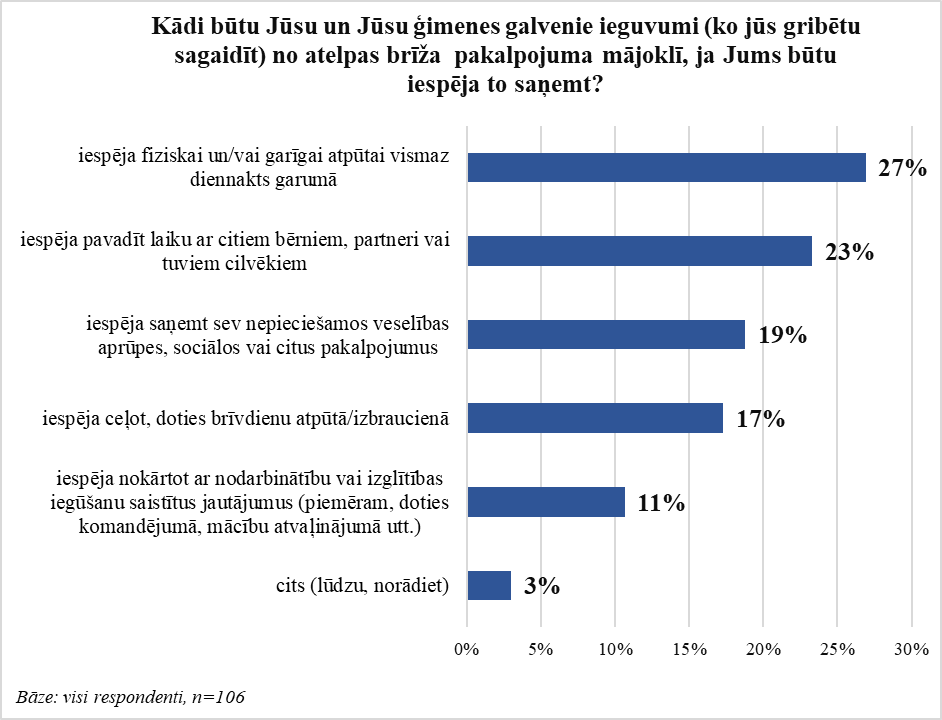 Kādi būtu Jūsu un Jūsu ģimenes galvenie ieguvumi (ko jūs gribētu
sagaidīt) no atelpas brīža pakalpojuma mājoklī, ja Jums būtu
iespēja to saņemt?
iespēja fiziskai un/vai garīgai atpūtai vismaz
diennakts garumā
27%
iespēja pavadīt laiku ar citiem bērniem, partneri vai
tuviem cilvēkiem
23%
iespēja saņemt sev nepieciešamos veselības
aprūpes, sociālos vai citus pakalpojumus
19%
iespēja ceļot, doties brīvdienu atpūtā/izbraucienā
17%
iespēja nokārtot ar nodarbinātību vai izglītības
iegūšanu saistītus jautājumus (piemēram, doties
komandējumā, mācību atvaļinājumā utt.)
11%
cits (lūdzu, norādiet)
3%
0% 5% 10% 15% 20% 25% 30%
Bāze: visi respondenti, n=106